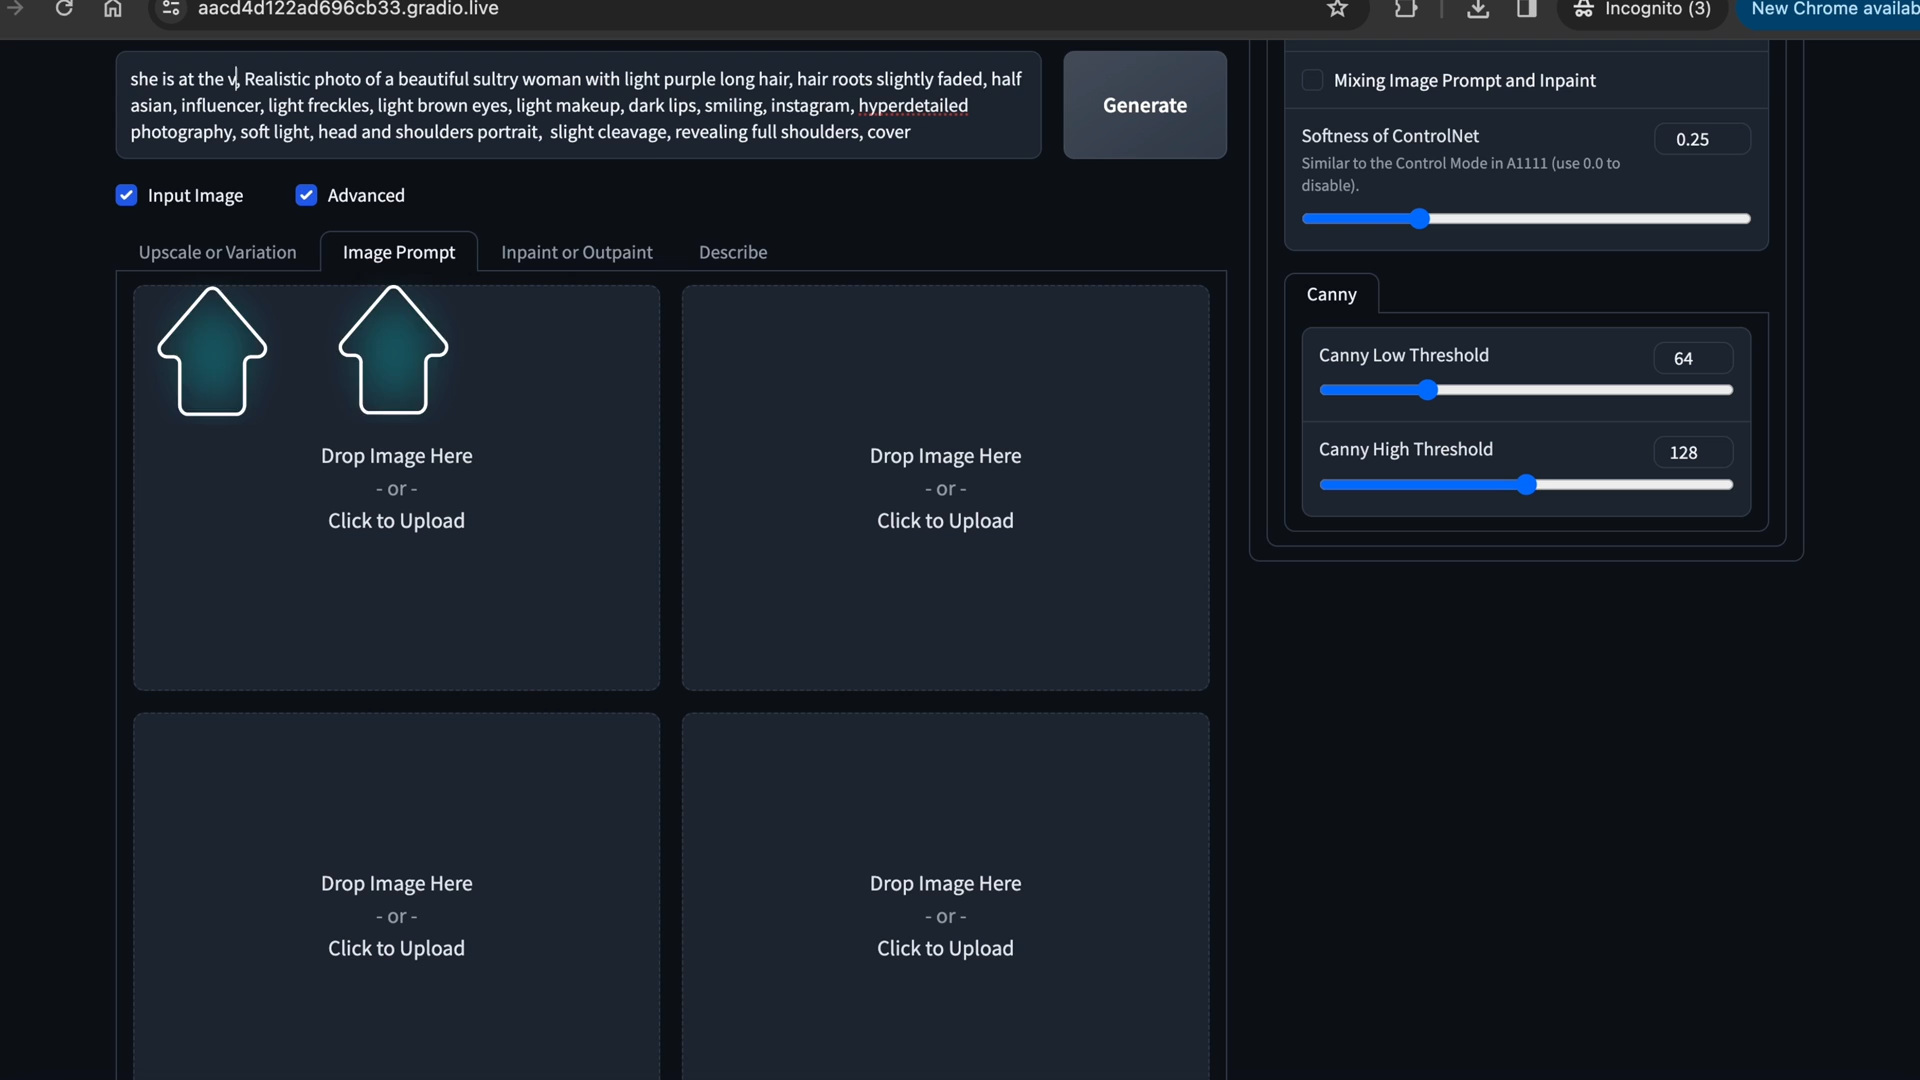 aacd4d122ad696cb33.gradio.live
Incognito (3)
New Chrome availab
she is at the v, Realistic photo of a beautiful sultry woman with light purple long hair, hair roots slightly faded, half
asian, influencer, light freckles, light brown eyes, light makeup, dark lips, smiling, instagram, hyperdetailed
photography, soft light, head and shoulders portrait,  slight cleavage, revealing full shoulders, cover
Generate
Input Image
Advanced
Upscale or Variation
Image Prompt
Inpaint or Outpaint
Describe
Drop Image Here
- or -
Click to Upload
Drop Image Here
- or -
Click to Upload
Drop Image Here
- or -
Click to Upload
Drop Image Here
- or -
Click to Upload
Mixing Image Prompt and Inpaint
Softness of ControlNet
0.25
Similar to the Control Mode in A1111 (use 0.0 to
disable).
Canny
Canny Low Threshold
64
Canny High Threshold
128